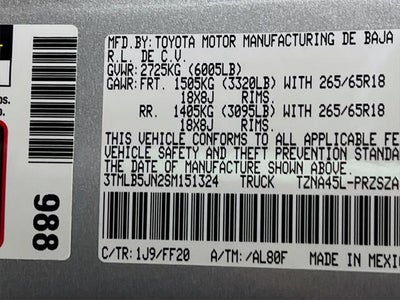 MFD.BY:TOYOTA MOTOR MANUFACTURING DE BAJA
R.L. DE C.V.
GVWR: 2725KG (6005LB)
GAWR:FRT. 1505KG (3320LB) WITH 265/65R18
18X8J RIMS.
RR. 1405KG (3095LB) WITH 265/65R18
18X8J RIMS.
THIS VEHICLE CONFORMS TO ALL APPLICABLE FE
VEHICLE SAFETY AND THEFT PREVENTION STANDA
THE DATE OF MANUFACTURE SHOWN ABOVE.
3TMLB5JN2SM151324 TRUCK TZNA45L-PRZSZA
C/TR: 1J9/FF20 A/TM: /AL80F MADE IN MEXIC
988